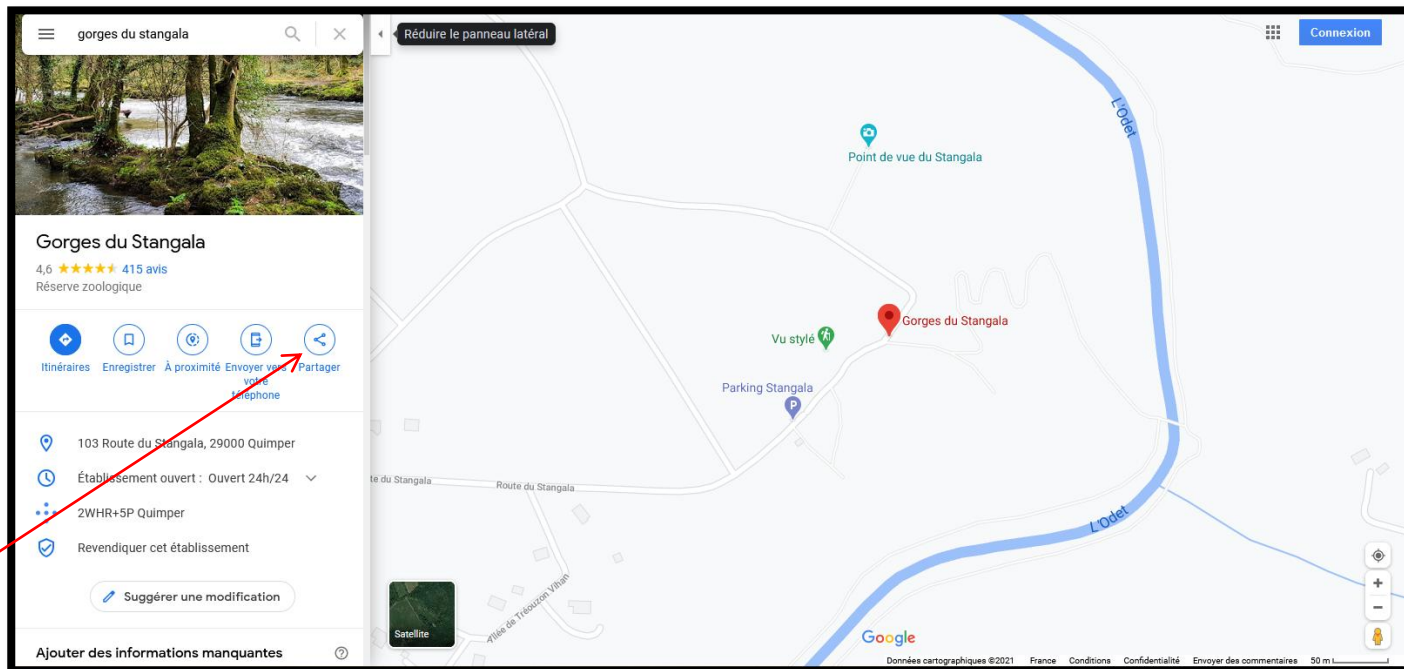 gorges du stangala
Réduire le panneau latéral
Connexion
Gorges du Stangala
4,6 415 avis
Réserve zoologique
Itinéraires
Enregistrer
À proximité
Envoyer vers
votre
téléphone
Partager
103 Route du Stangala, 29000 Quimper
Établissement ouvert : Ouvert 24h/24
2WHR+5P Quimper
Revendiquer cet établissement
Suggérer une modification
Ajouter des informations manquantes
L'Odet
Point de vue du Stangala
Gorges du Stangala
Vu stylé
Parking Stangala
P
te du Stangala
Route du Stangala
L'Odet
Allée de Tréouzon Vihan
Satellite
Google
Données cartographiques ©2021 France Conditions Confidentialité Envoyer des commentaires 50 m